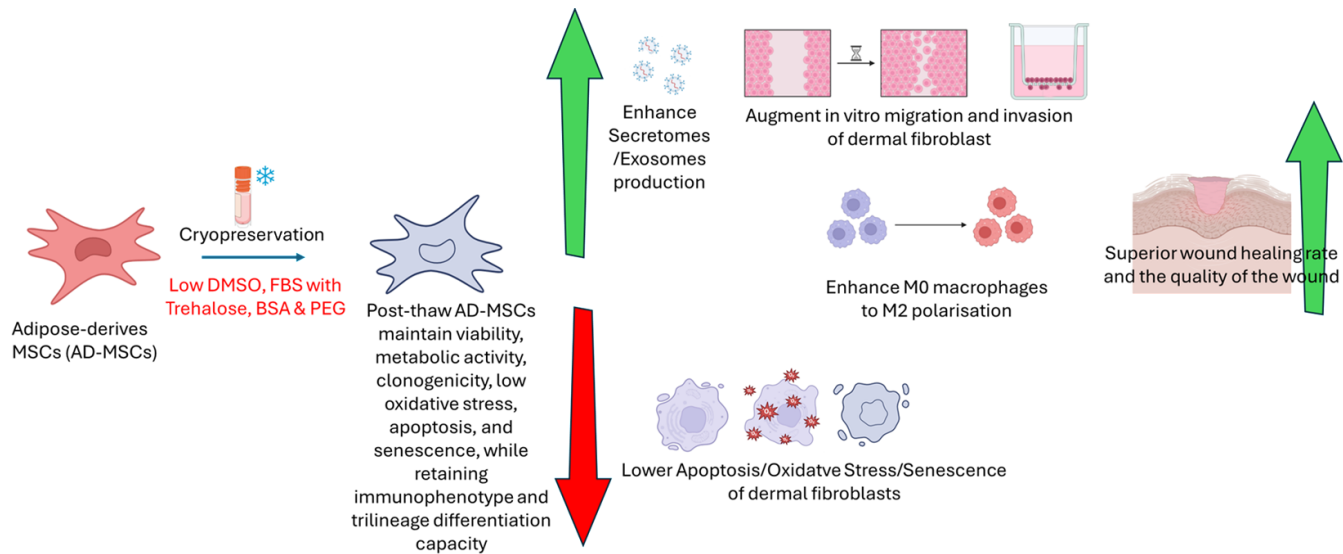 Adipose-derives
MSCs (AD-MSCs)
Cryopreservation
Low DMSO, FBS with
Trehalose, BSA & PEG
Post-thaw AD-MSCs
maintain viability,
metabolic activity,
clonogenicity, low
oxidative stress,
apoptosis, and
senescence, while
retaining
immunophenotype and
trilineage differentiation
capacity
Enhance
Secretomes
/Exosomes
production
Augment in vitro migration and invasion
of dermal fibroblast
Enhance M0 macrophages
to M2 polarisation
Lower Apoptosis/Oxidatve Stress/Senescence
of dermal fibroblasts
Superior wound healing rate
and the quality of the wound